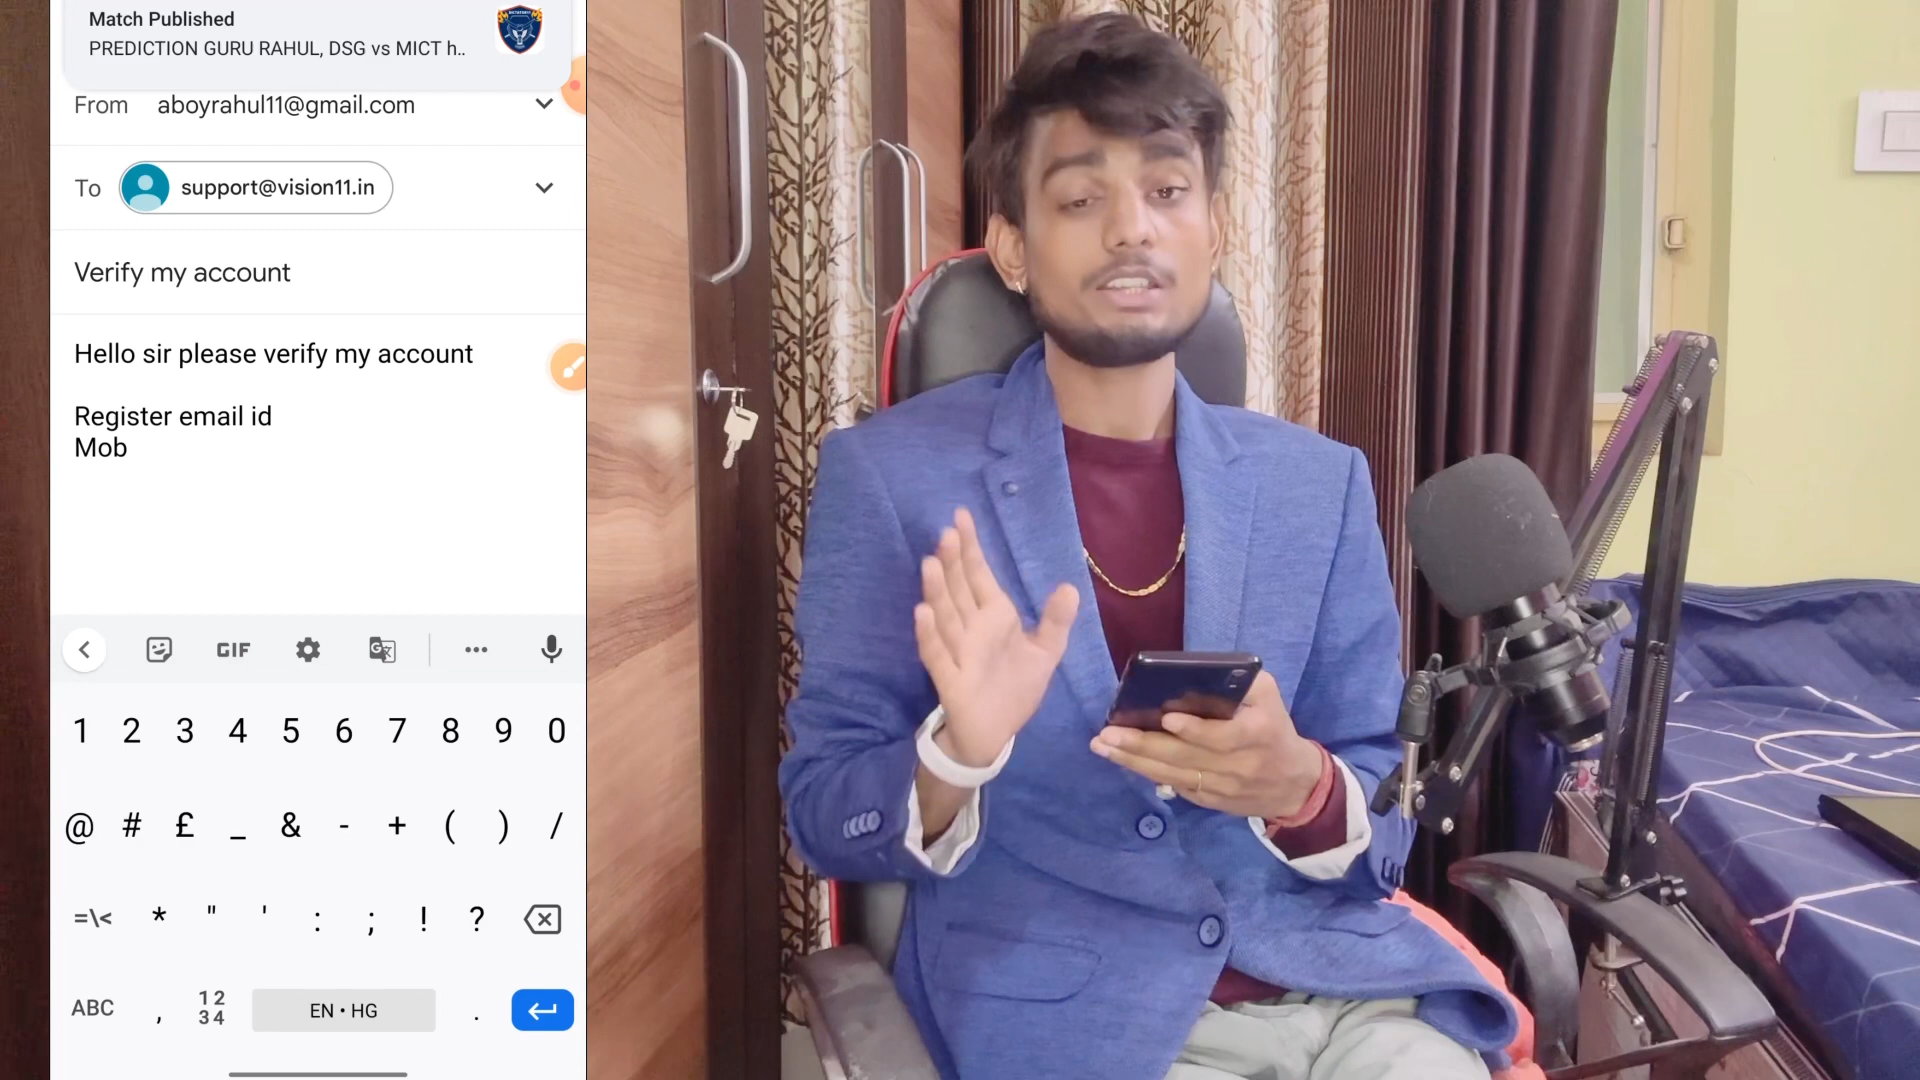 Match Published
PREDICTION GURU RAHUL, DSG vs MICT h..
From aboyrahul11@gmail.com
To support@vision11.in
Verify my account
Hello sir please verify my account
Register email id
Mob
GIF
1 2 3 4 5 6 7 8 9 0
@ # £ _ & - + ( ) /
=\< * " ' : ; ! ?
ABC , 12 34 EN • HG .